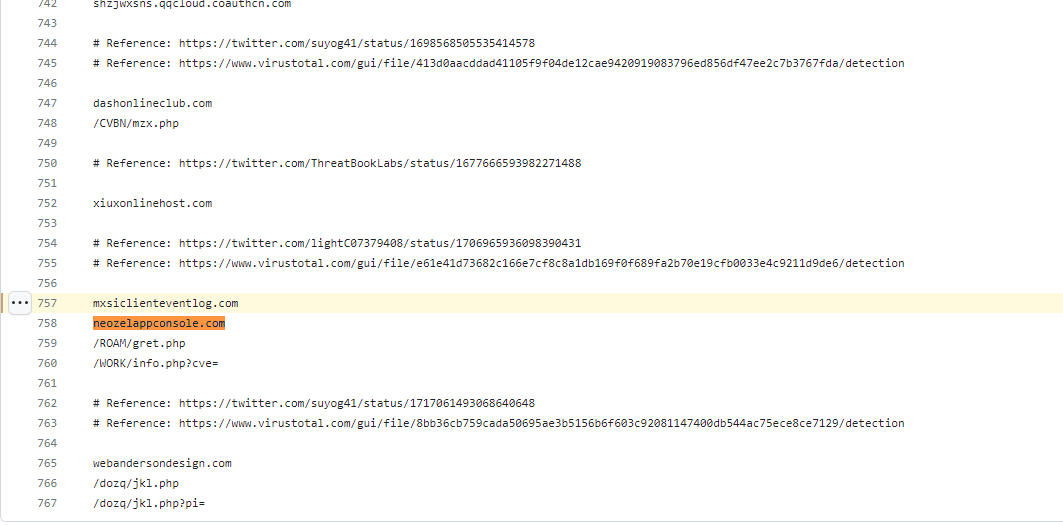 742 shzjwxsns.qqcloud.coauthcn.com
743
744 # Reference: https://twitter.com/suyog41/status/1698568505535414578
745 # Reference: https://www.virustotal.com/gui/file/413d0aacddad41105f9f04de12cae9420919083796ed856df47ee2c7b3767fda/detection
746
747 dashonlineclub.com
748 /CVBN/mzx.php
749
750 # Reference: https://twitter.com/ThreatBookLabs/status/1677666593982271488
751
752 xiuxonlinehost.com
753
754 # Reference: https://twitter.com/lightC07379408/status/1706965936098390431
755 # Reference: https://www.virustotal.com/gui/file/e61e41d73682c166e7cf8c8a1db169f0f689fa2b70e19cfb0033e4c9211d9de6/detection
756
757 mxsiclienteventlog.com
758 neozelappconsole.com
759 /ROAM/gret.php
760 /WORK/info.php?cve=
761
762 # Reference: https://twitter.com/suyog41/status/1717061493068640648
763 # Reference: https://www.virustotal.com/gui/file/8bb36cb759cada50695ae3b5156b6f603c92081147400db544ac75ece8ce7129/detection
764
765 webandersondesign.com
766 /dozq/jkl.php
767 /dozq/jkl.php?pi=